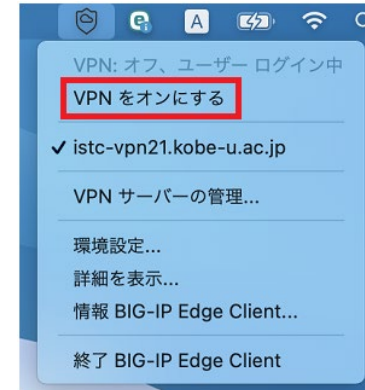 A
VPN: オフ、ユーザー ログイン中
VPN をオンにする
✓ istc-vpn21.kobe-u.ac.jp
VPN サーバーの管理...
環境設定...
詳細を表示...
情報 BIG-IP Edge Client...
終了 BIG-IP Edge Client